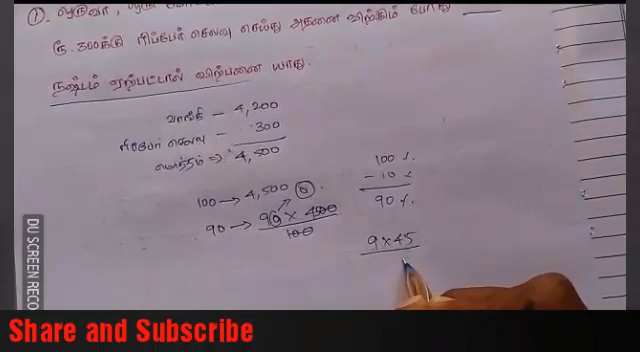 ①. ஒருவர்,
ரூ. 300க்கு ரிப்பேர் செலவு செய்து அதனை விற்கும் போது
நஷ்டம் ஏற்பட்டால் விற்பனை யாது.
வாங்கி – 4,200
ரிப்பேர் செலவு – 300
மொத்தம் ⇒ 4,500
100 → 4,500
90 → 90 × 4500
100
100 %.
– 10 %
90 %.
9 × 45
DU SCREEN RECO
Share and Subscribe